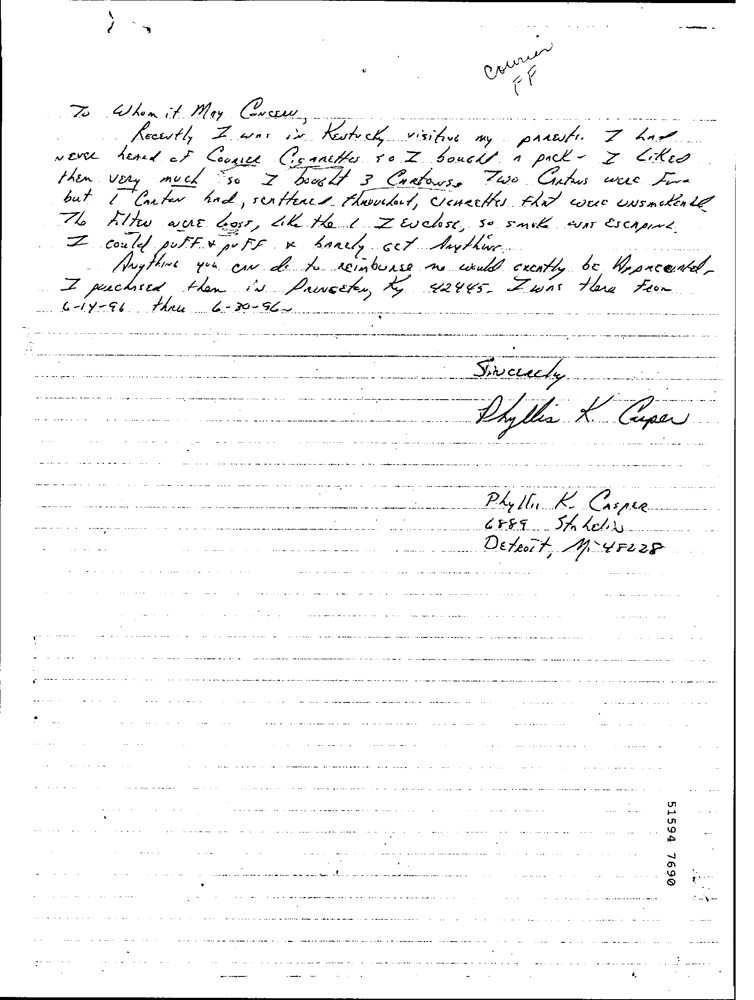 Courier
FF
To Whom it May Concern,
Recently I was in Kentucky visiting my parents. I had
never heard of Courier Cigarettes so I bought a pack - I liked
them very much so I bought 3 Cartons. Two Cartons were fine
but 1 Carton had, scattered throughout, cigarettes that were unsmokeable
The filter were loose, like the 1 I enclose, so smoke was escaping.
I could puff & puff & barely get Anything.
Anything you can do to reimburse me would greatly be Appreciated -
I purchased them in Princeton, Ky 42445 - I was there from
6-14-96 thru 6-30-96
Sincerely
Phyllis K. Casper
Phyllis K. Casper
6889 Stahelin
Detroit, Mi 48228
51594 7690